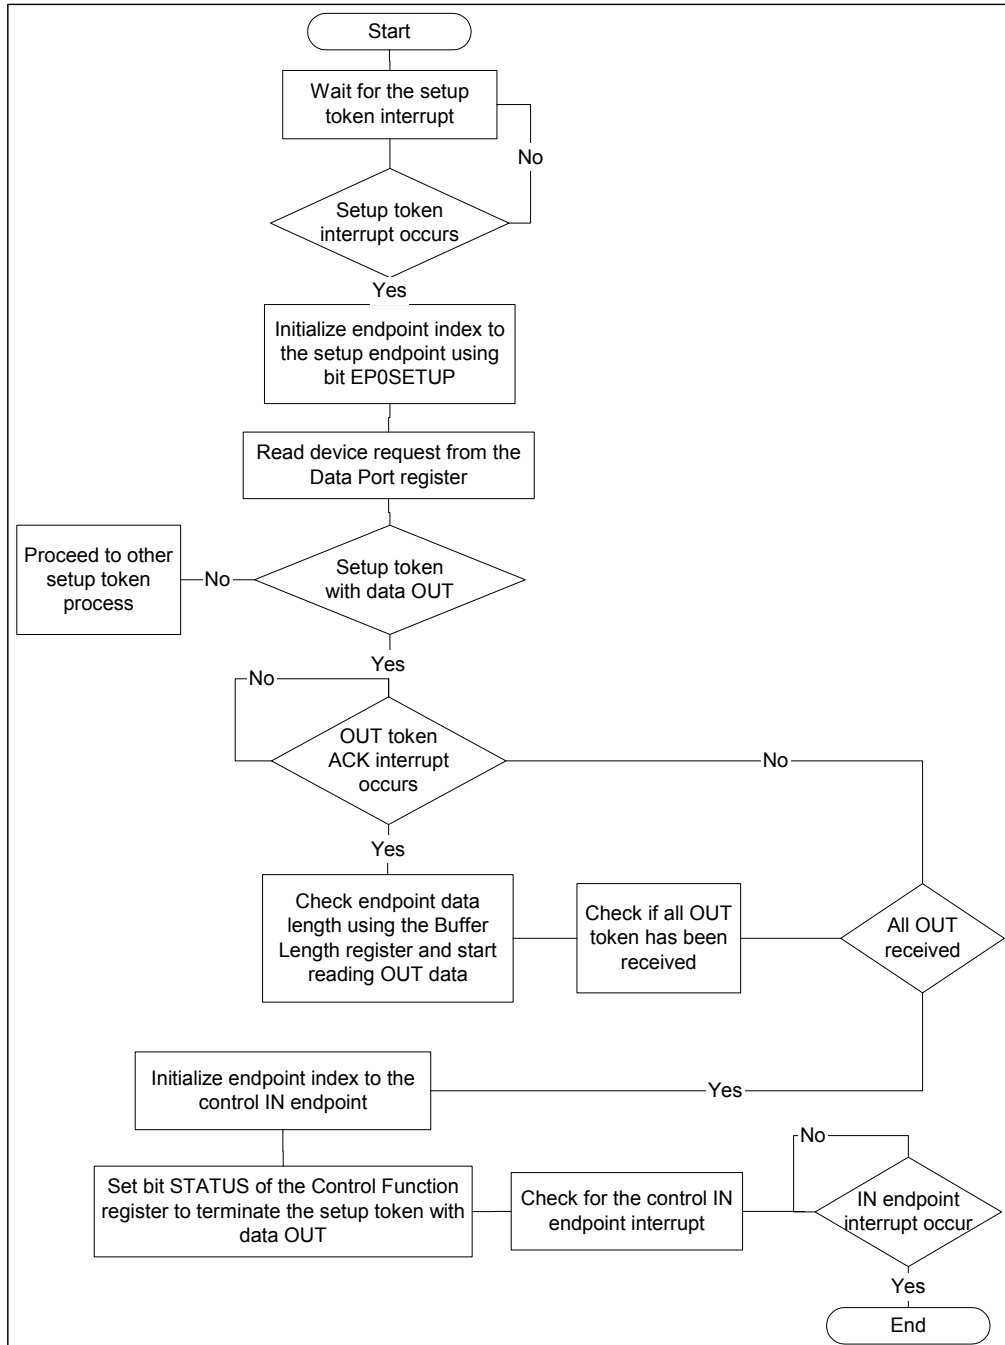 Start
Wait for the setup
token interrupt
No
Setup token
interrupt occurs
Yes
Initialize endpoint index to
the setup endpoint using
bit EP0SETUP
Read device request from the
Data Port register
Proceed to other
setup token
process
No
Setup token
with data OUT
Yes
No
OUT token
ACK interrupt
occurs
No
Yes
Check endpoint data
length using the Buffer
Length register and start
reading OUT data
Check if all OUT
token has been
received
All OUT
received
Initialize endpoint index to the
control IN endpoint
Yes
Set bit STATUS of the Control Function
register to terminate the setup token with
data OUT
Check for the control IN
endpoint interrupt
No
IN endpoint
interrupt occur
Yes
End